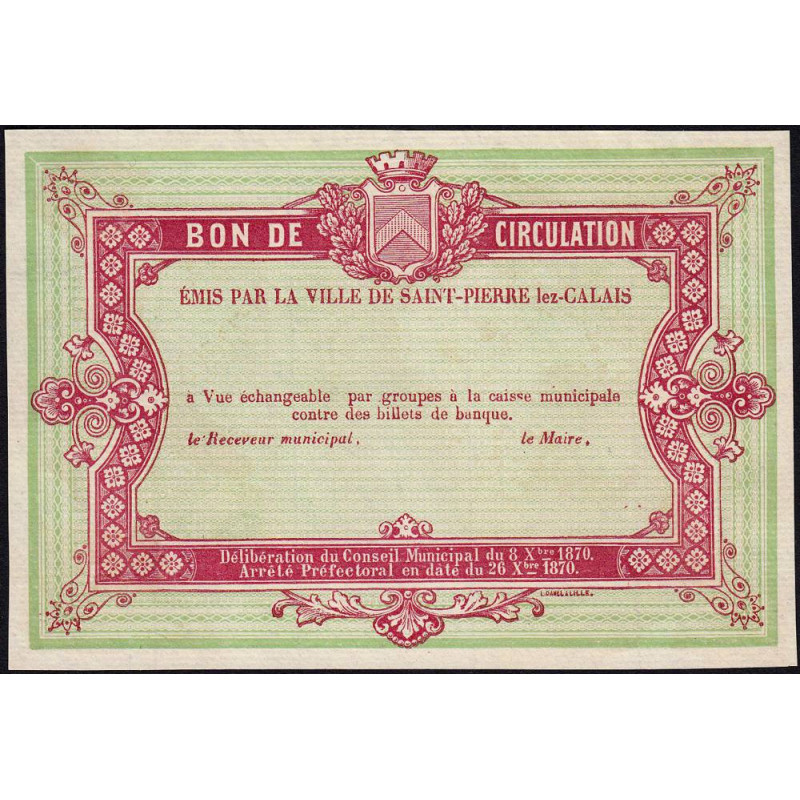 BON DE CIRCULATION
ÉMIS PAR LA VILLE DE SAINT-PIERRE lez-CALAIS
à Vue échangeable par groupes à la caisse municipale
contre des billets de banque.
le Receveur municipal, le Maire,
Délibération du Conseil Municipal du 8 Xbre 1870.
Arrêté Préfectoral en date du 26 Xbre 1870.
L. DANEL A LILLE.